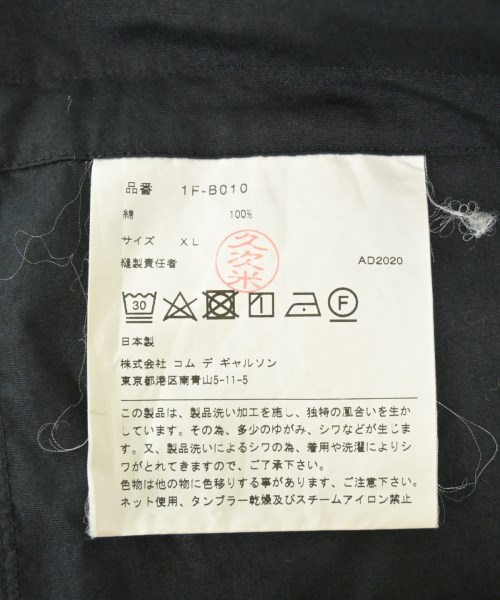 品番 1F-B010
綿 100%
サイズ XL
久次米
縫製責任者 AD2020
30 F
日本製
株式会社 コム デ ギャルソン
東京都港区南青山5-11-5
この製品は、製品洗い加工を施し、独特の風合いを生か
しています。その為、多少のゆがみ、シワなどが生じま
す。又、製品洗いによるシワの為、着用や洗濯によりシ
ワがとれてきますので、ご了承下さい。
色物は他の物に色移りする事があります、ご注意下さい。
ネット使用、タンブラー乾燥及びスチームアイロン禁止